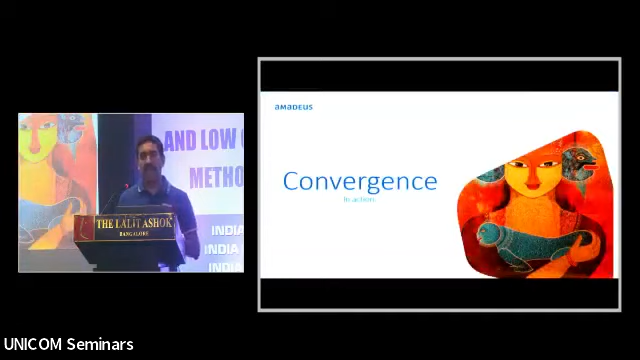 amadeus
Convergence
In action
AND LOW
METHO
THE LALIT ASHOK
BANGALORE
INDIA
INDIA
INDIA
UNICOM Seminars